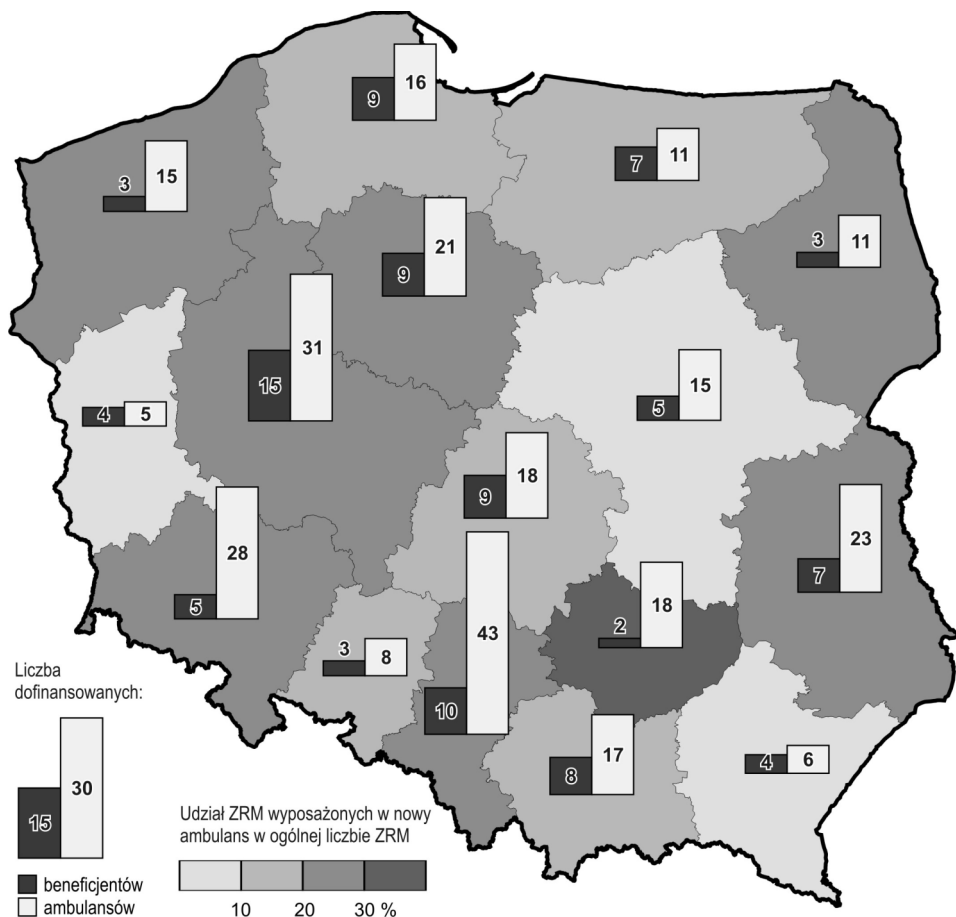 9 16
3 15
7 11
3 11
9 21
15 31
4 5
5 15
9 18
5 28
7 23
2 18
3 8
10 43
8 17
4 6
Liczba
dofinansowanych:
15 30
beneficjentów
ambulansów
Udział ZRM wyposażonych w nowy
ambulans w ogólnej liczbie ZRM
10 20 30 %